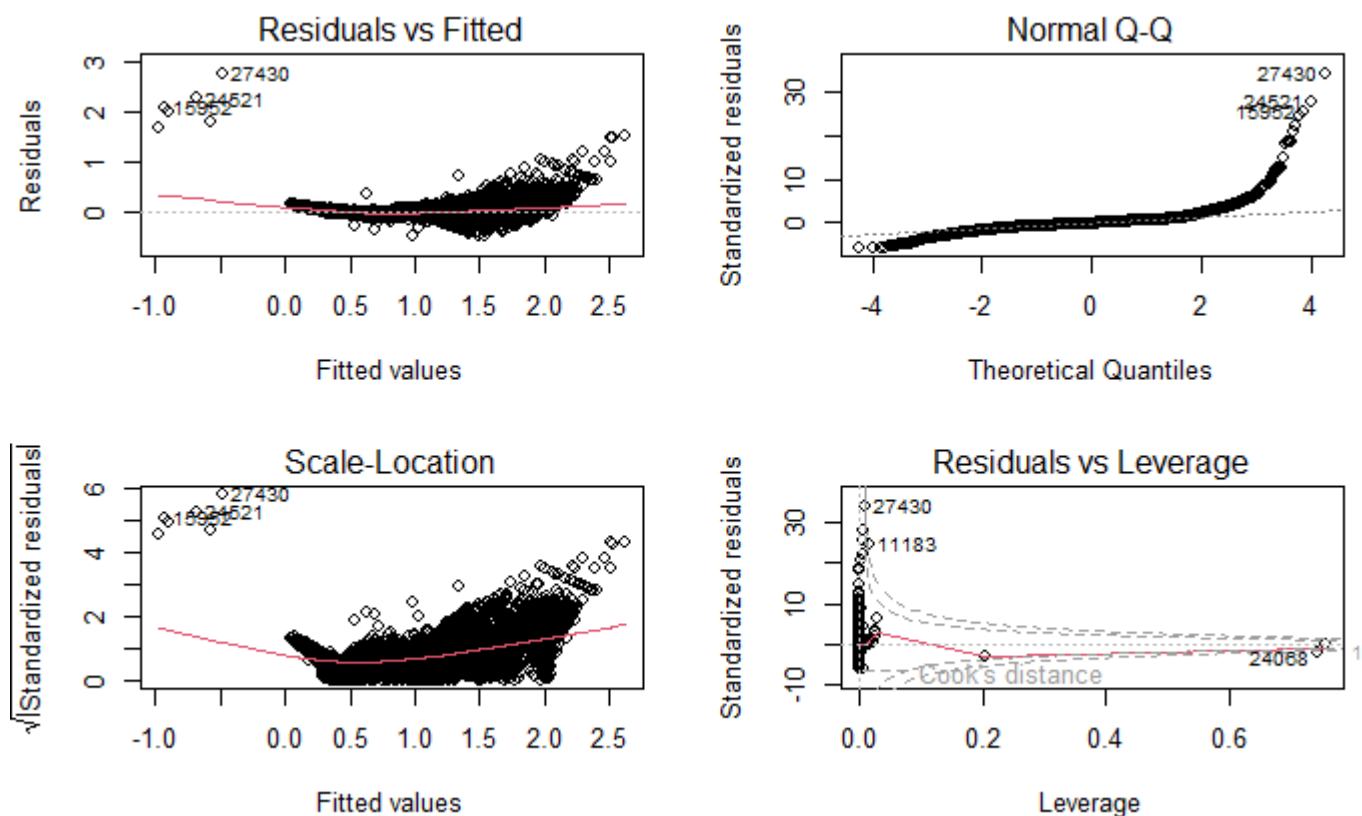 Residuals vs Fitted
Residuals
3
2
1
0
27430
24521
15952
-1.0 0.0 0.5 1.0 1.5 2.0 2.5
Fitted values
Normal Q-Q
Standardized residuals
30
10
0
27430
24521
15952
-4 -2 0 2 4
Theoretical Quantiles
Scale-Location
√|Standardized residuals|
6
4
2
0
27430
24521
15952
-1.0 0.0 0.5 1.0 1.5 2.0 2.5
Fitted values
Residuals vs Leverage
Standardized residuals
30
10
-10
27430
11183
24068
1
Cook's distance
0.0 0.2 0.4 0.6
Leverage